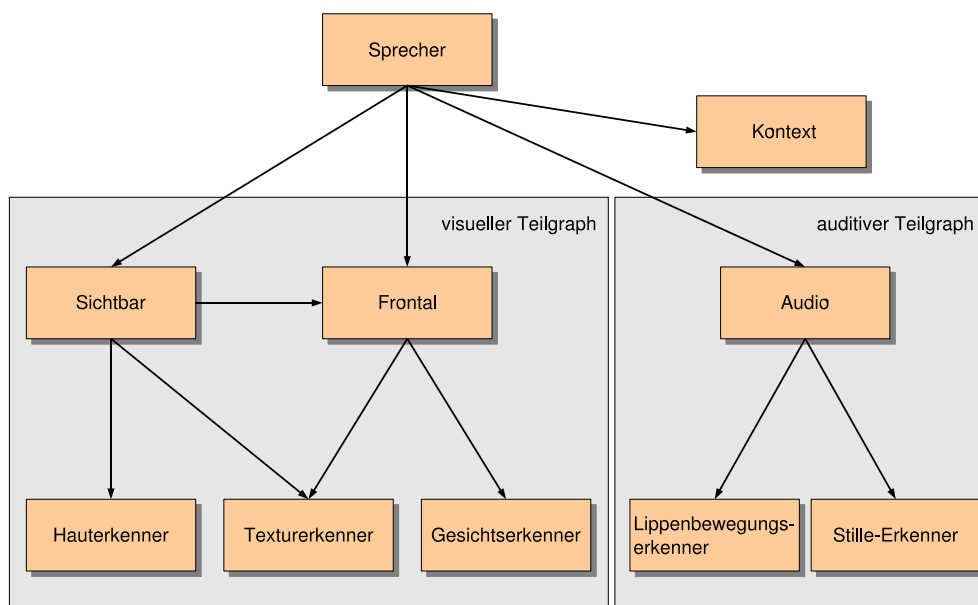 Sprecher
Kontext
visueller Teilgraph
auditiver Teilgraph
Sichtbar
Frontal
Audio
Hauterkenner
Texturerkenner
Gesichtserkenner
Lippenbewegungs-
erkenner
Stille-Erkenner